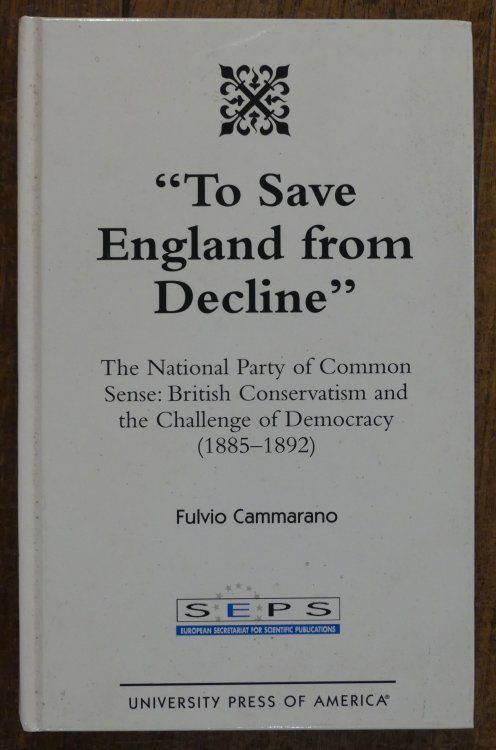 “To Save
England from
Decline”
The National Party of Common
Sense: British Conservatism and
the Challenge of Democracy
(1885–1892)
Fulvio Cammarano
SEPS
EUROPEAN SECRETARIAT FOR SCIENTIFIC PUBLICATIONS
UNIVERSITY PRESS OF AMERICA®